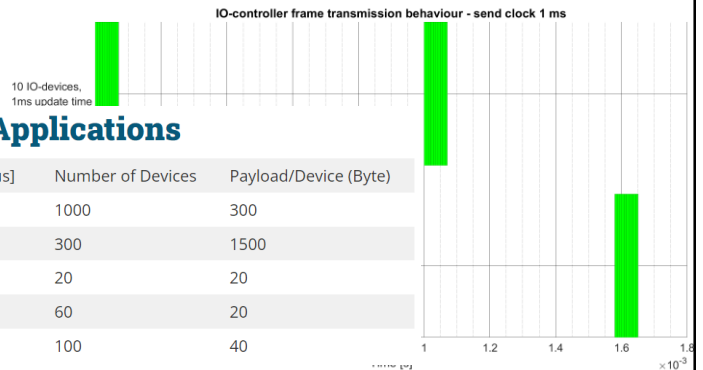 IO-controller frame transmission behaviour - send clock 1 ms
10 IO-devices,
1ms update time
Applications
Number of Devices Payload/Device (Byte)
1000 300
300 1500
20 20
60 20
100 40
1 1.2 1.4 1.6 1.8
×10-3